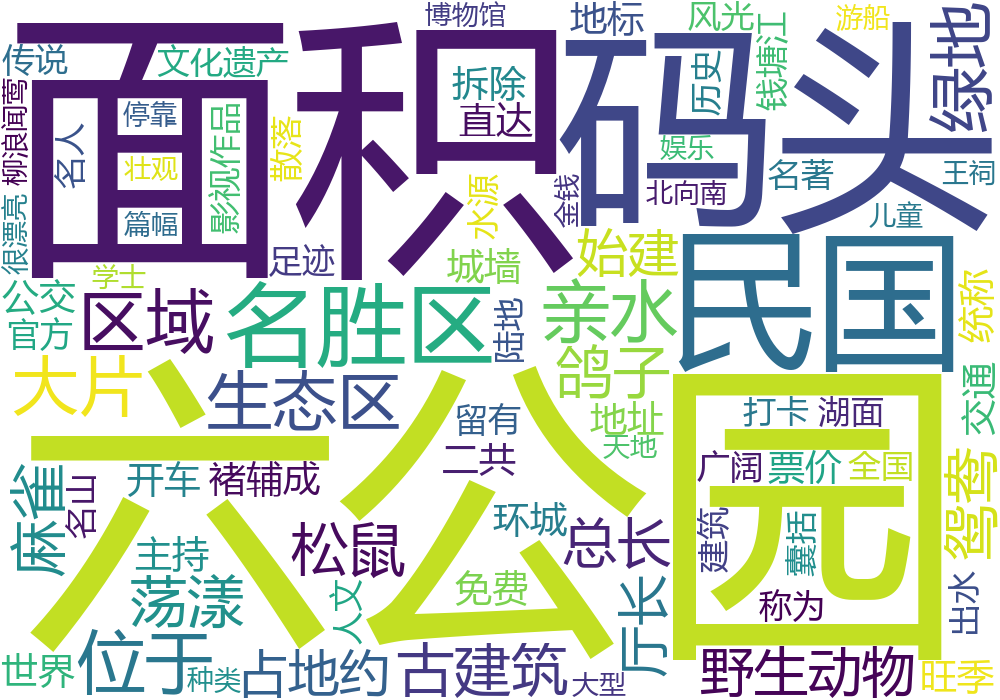 面积
码头
六公园
民国
名胜区
亲水
区域
位于
生态区
大片
荡漾
松鼠
麻雀
鸽子
绿地
古建筑
野生动物
占地约
总长
厅长
鸳鸯
始建
地标
风光
游船
博物馆
钱塘江
历史
拆除
直达
娱乐
北向南
名著
王祠
儿童
金钱
水源
散落
文化遗产
传说
柳浪闻莺
名人
停靠
壮观
篇幅
影视作品
很漂亮
学士
足迹
城墙
公交
官方
陆地
统称
交通
地址
天地
打卡
湖面
广阔
票价
全国
留有
二共
褚辅成
开车
名山
环城
主持
免费
人文
建筑
囊括
称为
出水
世界
种类
大型
旺季